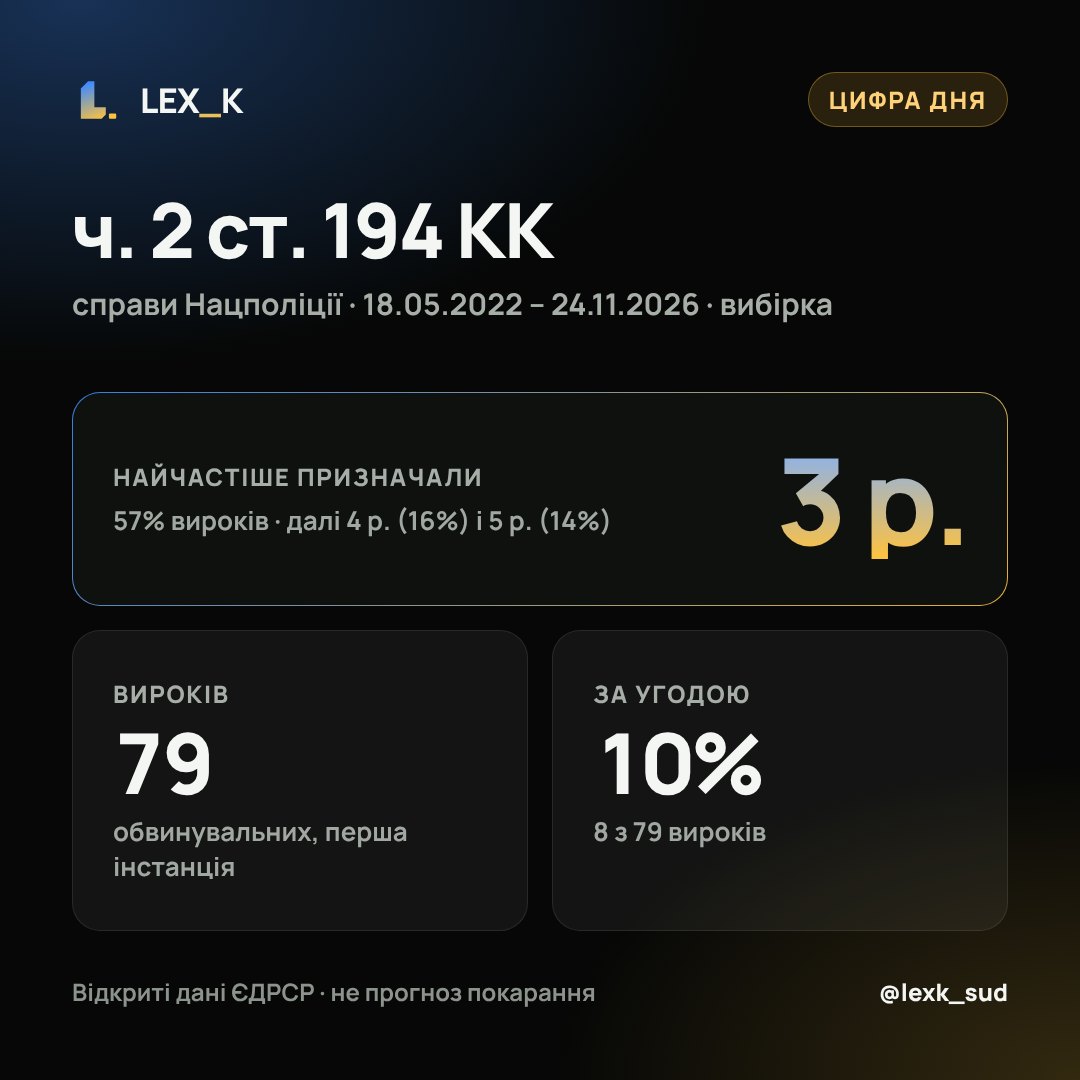 LEX_K
ЦИФРА ДНЯ
ч. 2 ст. 194 КК
справи Нацполіції · 18.05.2022 – 24.11.2026 · вибірка
НАЙЧАСТІШЕ ПРИЗНАЧАЛИ
57% вироків · далі 4 р. (16%) і 5 р. (14%)
3 р.
ВИРОКІВ
79
обвинувальних, перша
інстанція
ЗА УГОДОЮ
10%
8 з 79 вироків
Відкриті дані ЄДРСР · не прогноз покарання
@lexk_sud